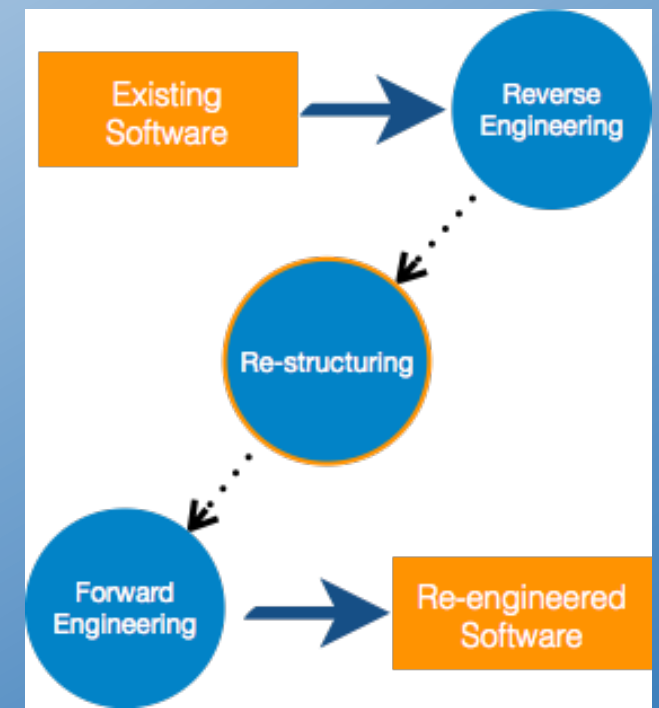 Existing
Software
Reverse
Engineering
Re-structuring
Forward
Engineering
Re-engineered
Software